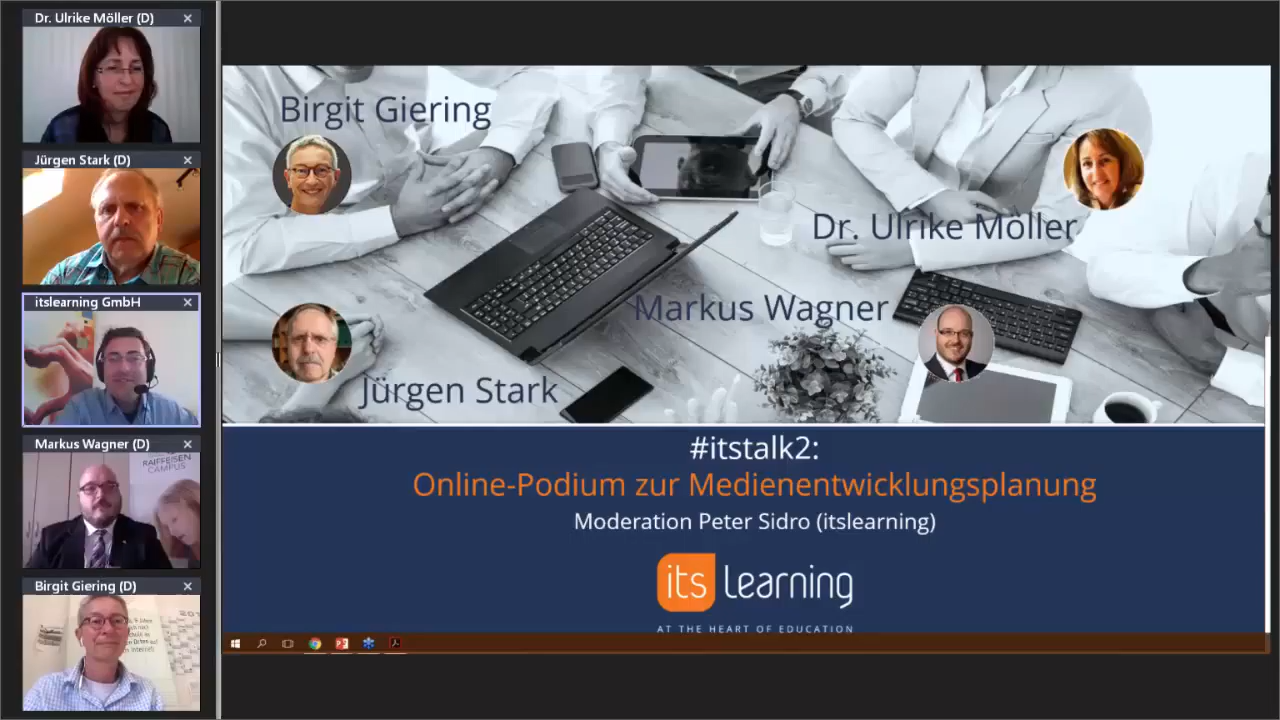 Dr. Ulrike Möller (D)
Jürgen Stark (D)
itslearning GmbH
Markus Wagner (D)
RAIFFEISEN
CAMPUS
Birgit Giering (D)
Birgit Giering
Dr. Ulrike Möller
Markus Wagner
Jürgen Stark
#itstalk2:
Online-Podium zur Medienentwicklungsplanung
Moderation Peter Sidro (itslearning)
its learning
AT THE HEART OF EDUCATION